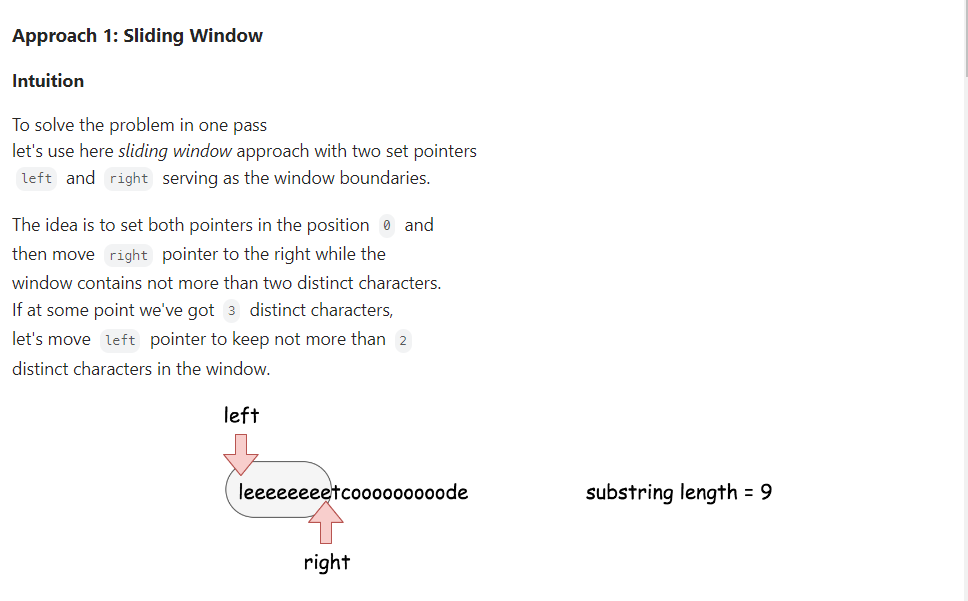 Approach 1: Sliding Window
Intuition
To solve the problem in one pass
let's use here sliding window approach with two set pointers
left and right serving as the window boundaries.
The idea is to set both pointers in the position 0 and
then move right pointer to the right while the
window contains not more than two distinct characters.
If at some point we've got 3 distinct characters,
let's move left pointer to keep not more than 2
distinct characters in the window.
left
leeeeeeeetcoooooooode
substring length = 9
right